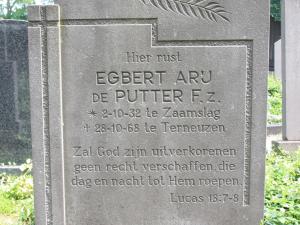 Hier rust
EGBERT ARIJ
DE PUTTER F.z.
* 2-10-32 te Zaamslag
† 28-10-68 te Terneuzen
Zal God zijn uitverkorenen
geen recht verschaffen, die
dag en nacht tot Hem roepen.
Lucas 18:7-8